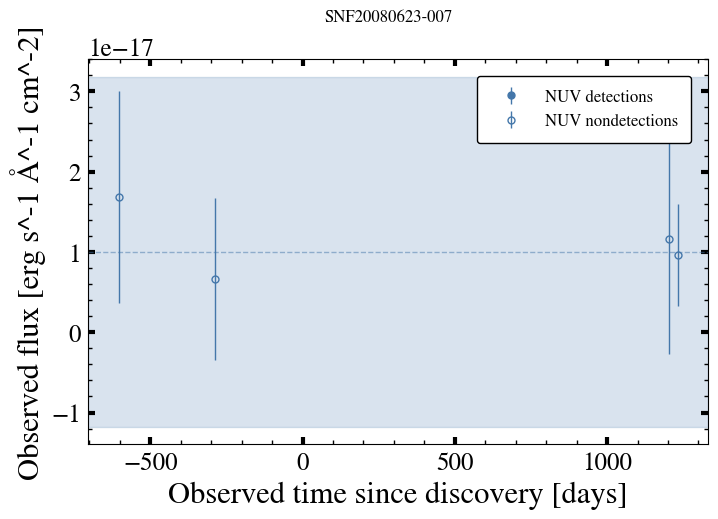 SNF20080623-007
1e−17
NUV detections
NUV nondetections
3
2
1
0
−1
−500
0
500
1000
Observed time since discovery [days]
Observed flux [erg s^-1 Å^-1 cm^-2]